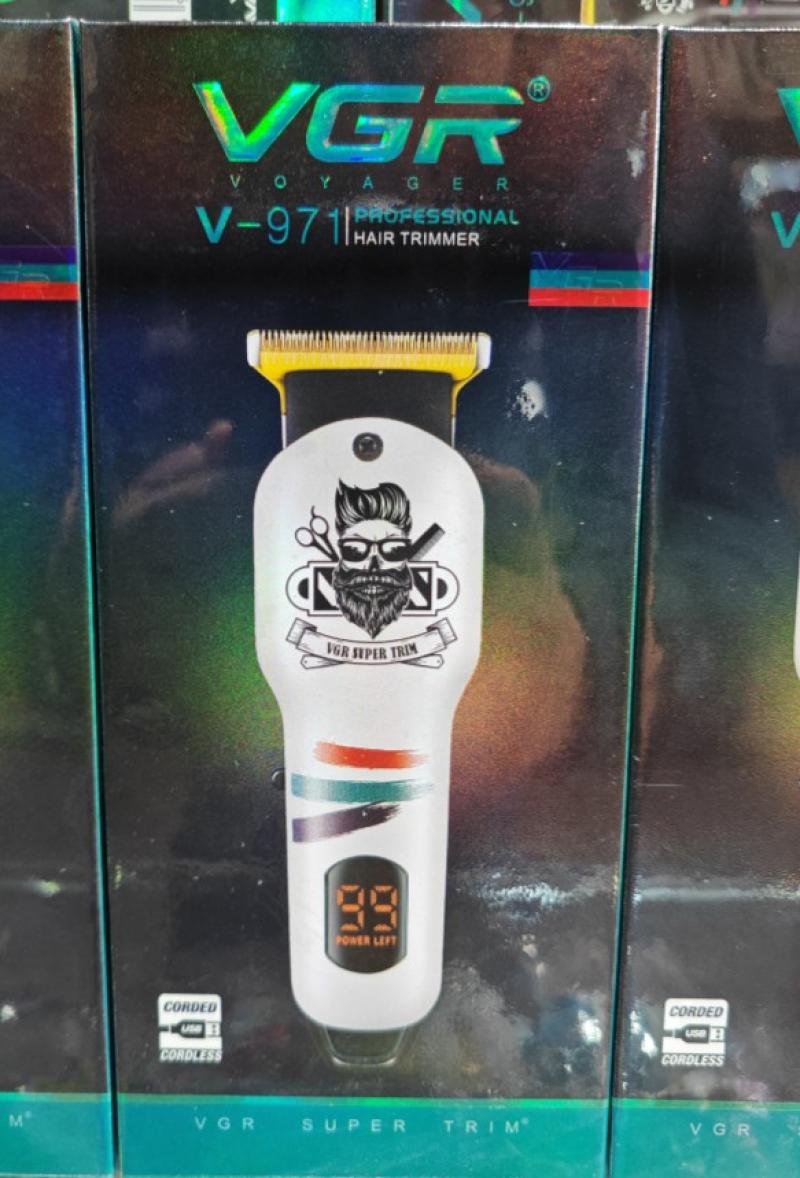 VGR®
VOYAGER
V-971 PROFESSIONAL
HAIR TRIMMER
VGR
VGR SUPER TRIM
99
POWER LEFT
CORDED
USB
CORDLESS
CORDED
USB
CORDLESS
M®
VGR SUPER TRIM®
VGR